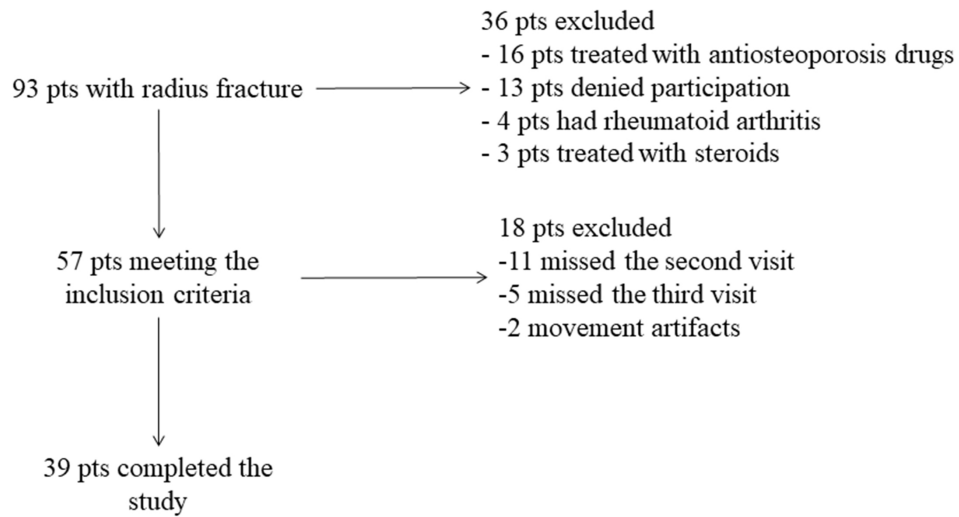 93 pts with radius fracture
36 pts excluded
- 16 pts treated with antiosteoporosis drugs
- 13 pts denied participation
- 4 pts had rheumatoid arthritis
- 3 pts treated with steroids
57 pts meeting the
inclusion criteria
18 pts excluded
-11 missed the second visit
-5 missed the third visit
-2 movement artifacts
39 pts completed the
study